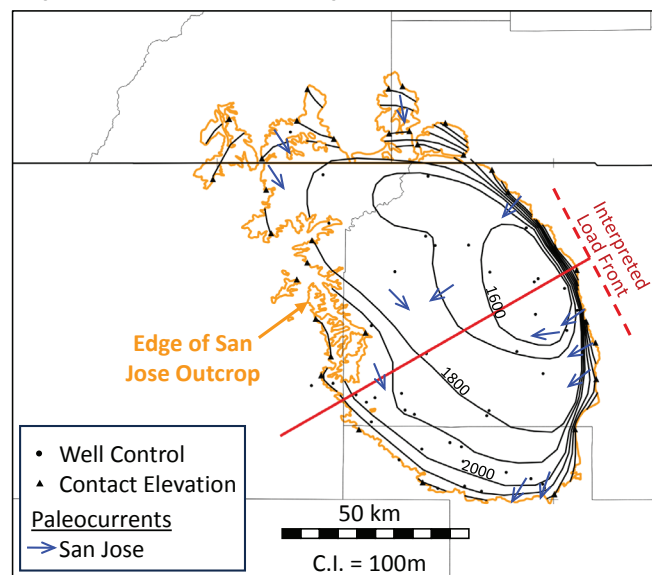 Interpreted
Load Front
1600
Edge of San
Jose Outcrop
1800
2000
Well Control
Contact Elevation
Paleocurrents
San Jose
50 km
C.I. = 100m